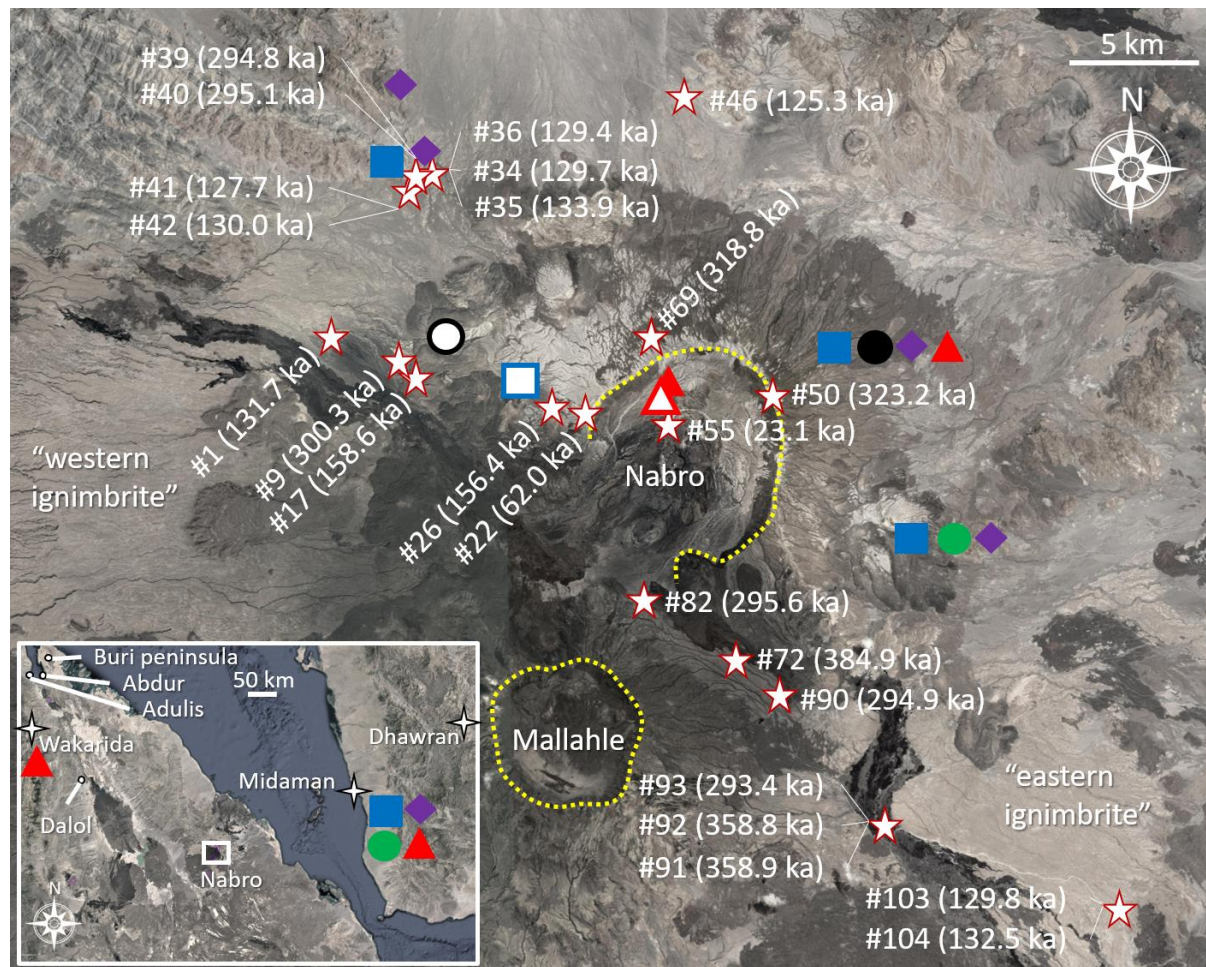 #39 (294.8 ka)
#40 (295.1 ka)
5 km
#46 (125.3 ka)
N
#36 (129.4 ka)
#34 (129.7 ka)
#35 (133.9 ka)
#41 (127.7 ka)
#42 (130.0 ka)
#69 (318.8 ka)
#1 (131.7 ka)
#9 (300.3 ka)
#17 (158.6 ka)
#26 (156.4 ka)
#22 (62.0 ka)
#50 (323.2 ka)
#55 (23.1 ka)
Nabro
“western
ignimbrite”
#82 (295.6 ka)
#72 (384.9 ka)
#90 (294.9 ka)
Mallahle
#93 (293.4 ka)
#92 (358.8 ka)
#91 (358.9 ka)
“eastern
ignimbrite”
#103 (129.8 ka)
#104 (132.5 ka)
Buri peninsula
Abdur
Adulis
50 km
Wakarida
Dhawran
Midaman
Dalol
Nabro
N